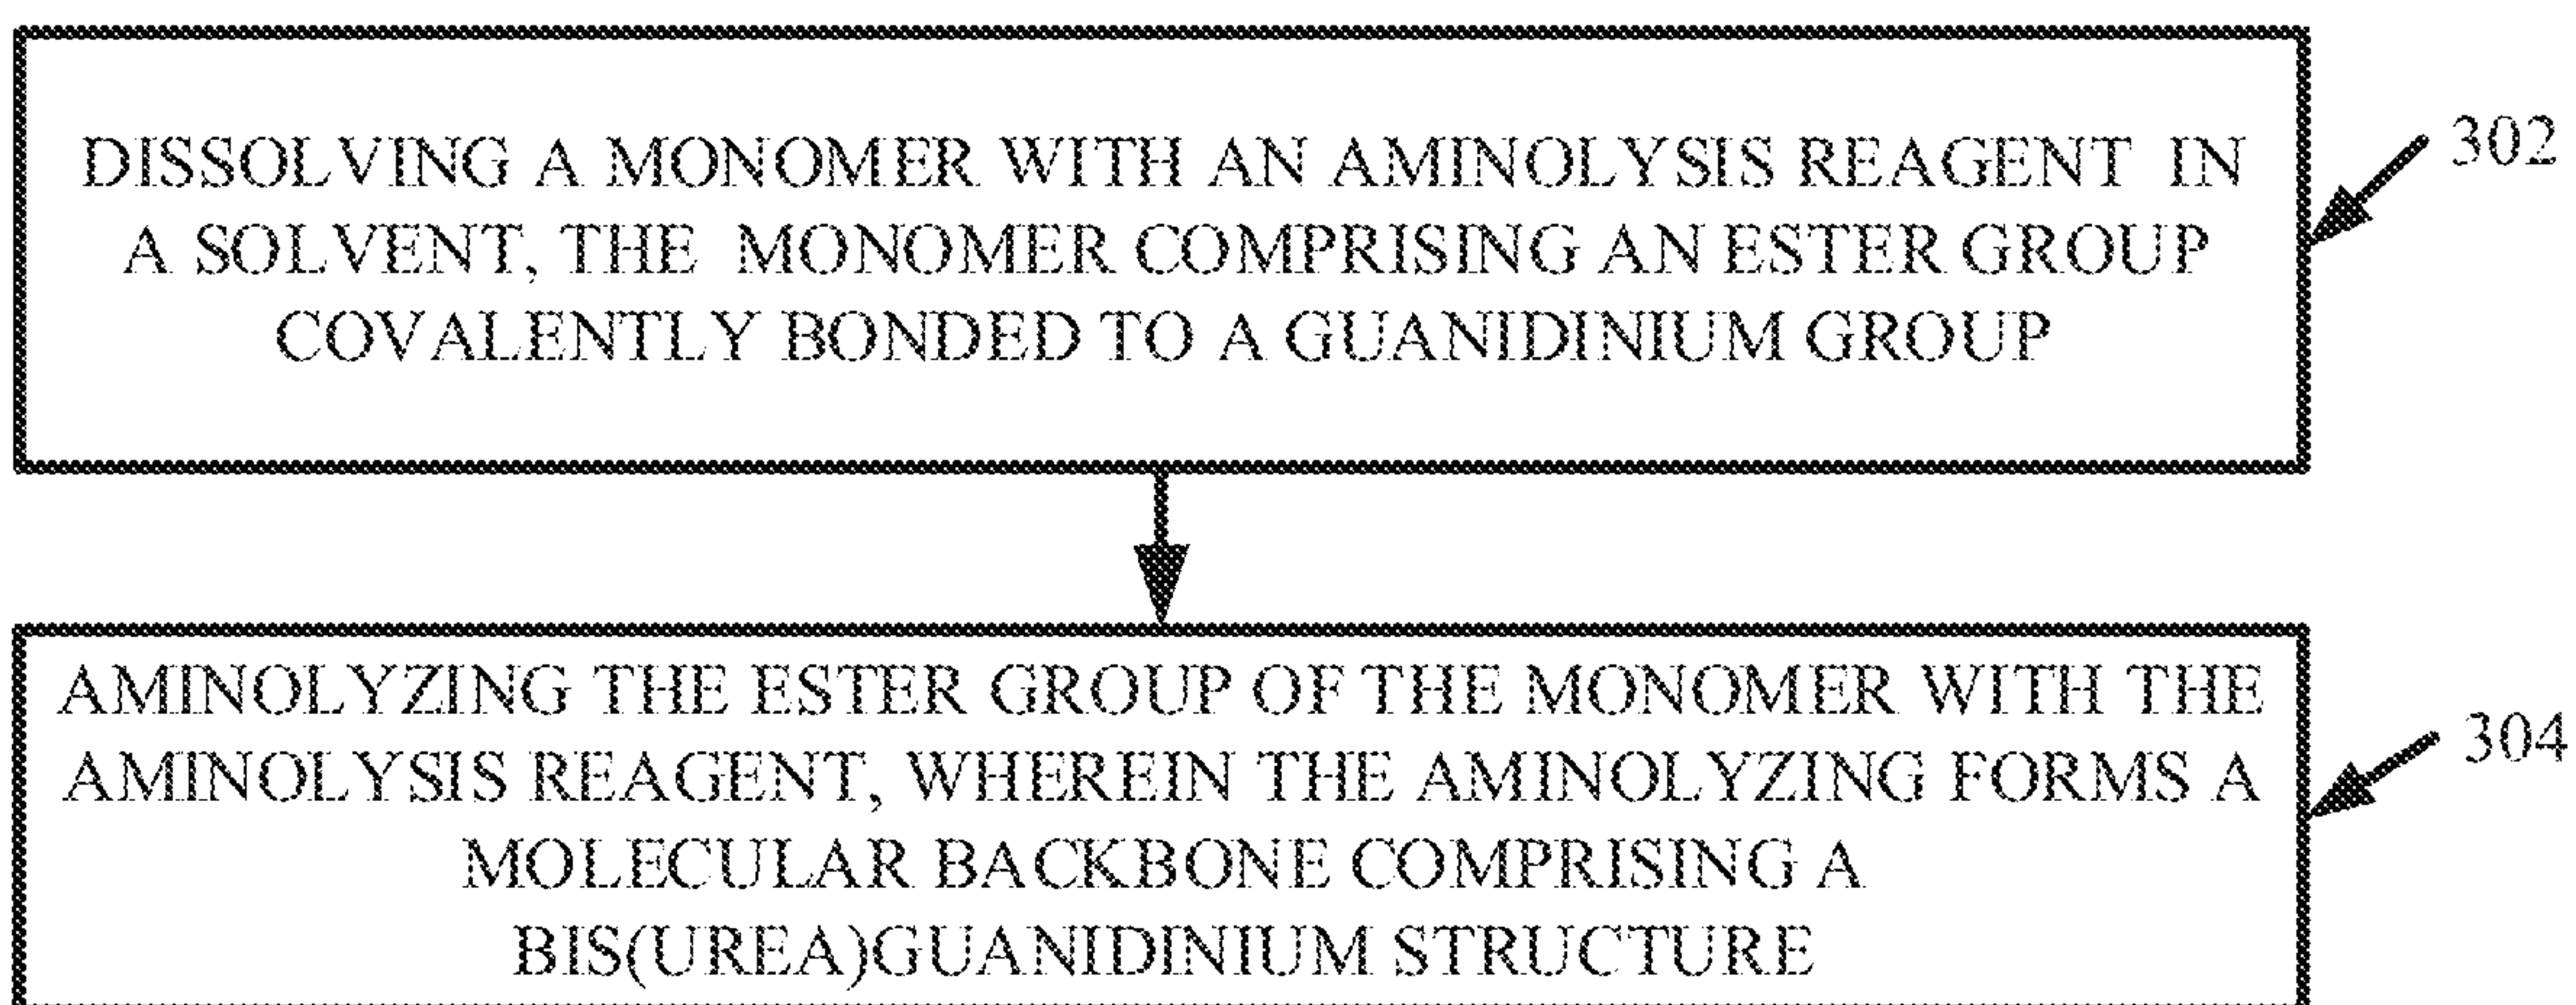 DISSOLVING A MONOMER WITH AN AMINOLYSIS REAGENT IN
A SOLVENT, THE MONOMER COMPRISING AN ESTER GROUP
COVALENTLY BONDED TO A GUANIDINIUM GROUP
302
AMINOLYZING THE ESTER GROUP OF THE MONOMER WITH THE
AMINOLYSIS REAGENT, WHEREIN THE AMINOLYZING FORMS A
MOLECULAR BACKBONE COMPRISING A
BIS(UREA)GUANIDINIUM STRUCTURE
304